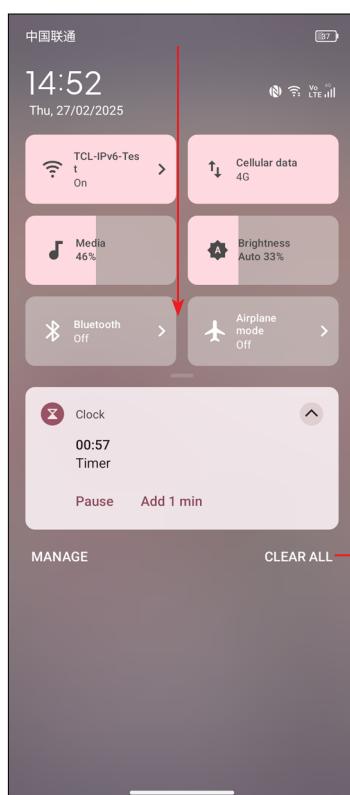 中国联通
37
14:52
Thu, 27/02/2025
Vo LTE 4G
TCL-IPv6-Tes
t
On
Cellular data
4G
Media
46%
A
Brightness
Auto 33%
Bluetooth
Off
Airplane
mode
Off
Clock
00:57
Timer
Pause Add 1 min
MANAGE CLEAR ALL